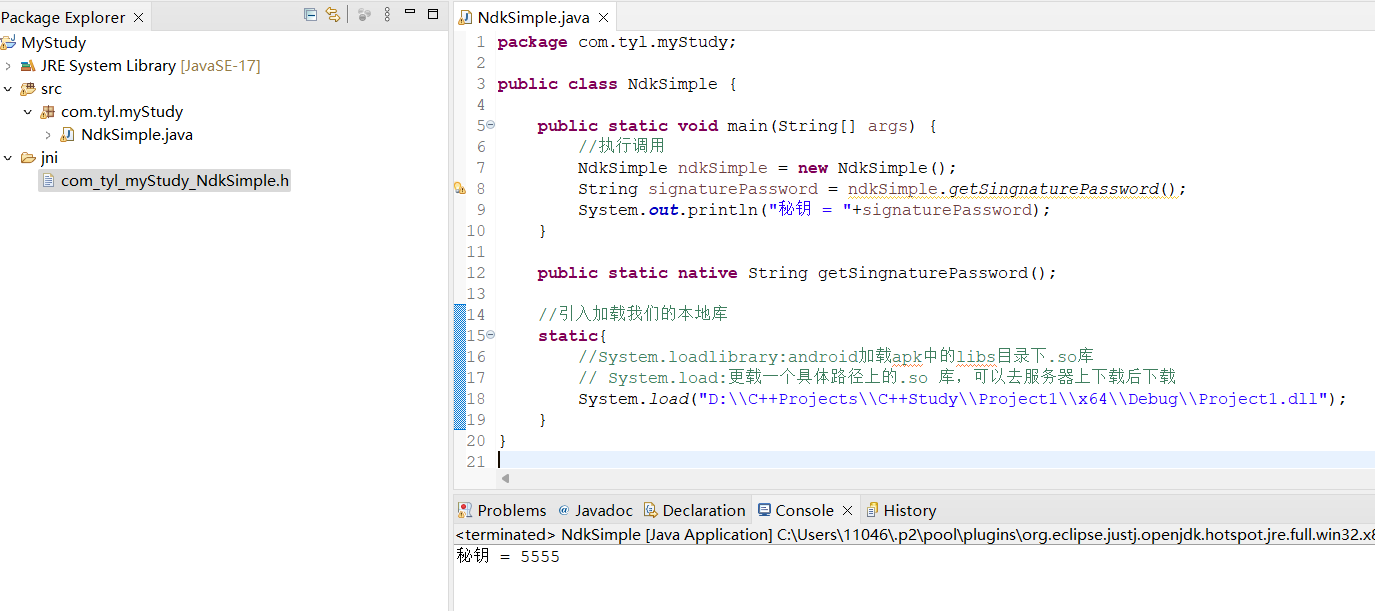 Package Explorer
MyStudy
JRE System Library [JavaSE-17]
src
com.tyl.myStudy
NdkSimple.java
jni
com_tyl_myStudy_NdkSimple.h
NdkSimple.java
1 package com.tyl.myStudy;
2
3 public class NdkSimple {
4
5 public static void main(String[] args) {
6 //执行调用
7 NdkSimple ndkSimple = new NdkSimple();
8 String signaturePassword = ndkSimple.getSingnaturePassword();
9 System.out.println("秘钥 = "+signaturePassword);
10 }
11
12 public static native String getSingnaturePassword();
13
14 //引入加载我们的本地库
15 static{
16 //System.loadlibrary:android加载apk中的libs目录下.so库
17 // System.load:更载一个具体路径上的.so 库，可以去服务器上下载后下载
18 System.load("D:\\C++Projects\\C++Study\\Project1\\x64\\Debug\\Project1.dll");
19 }
20 }
21
Problems @ Javadoc Declaration Console History
<terminated> NdkSimple [Java Application] C:\Users\11046\.p2\pool\plugins\org.eclipse.justj.openjdk.hotspot.jre.full.win32.x8
秘钥 = 5555